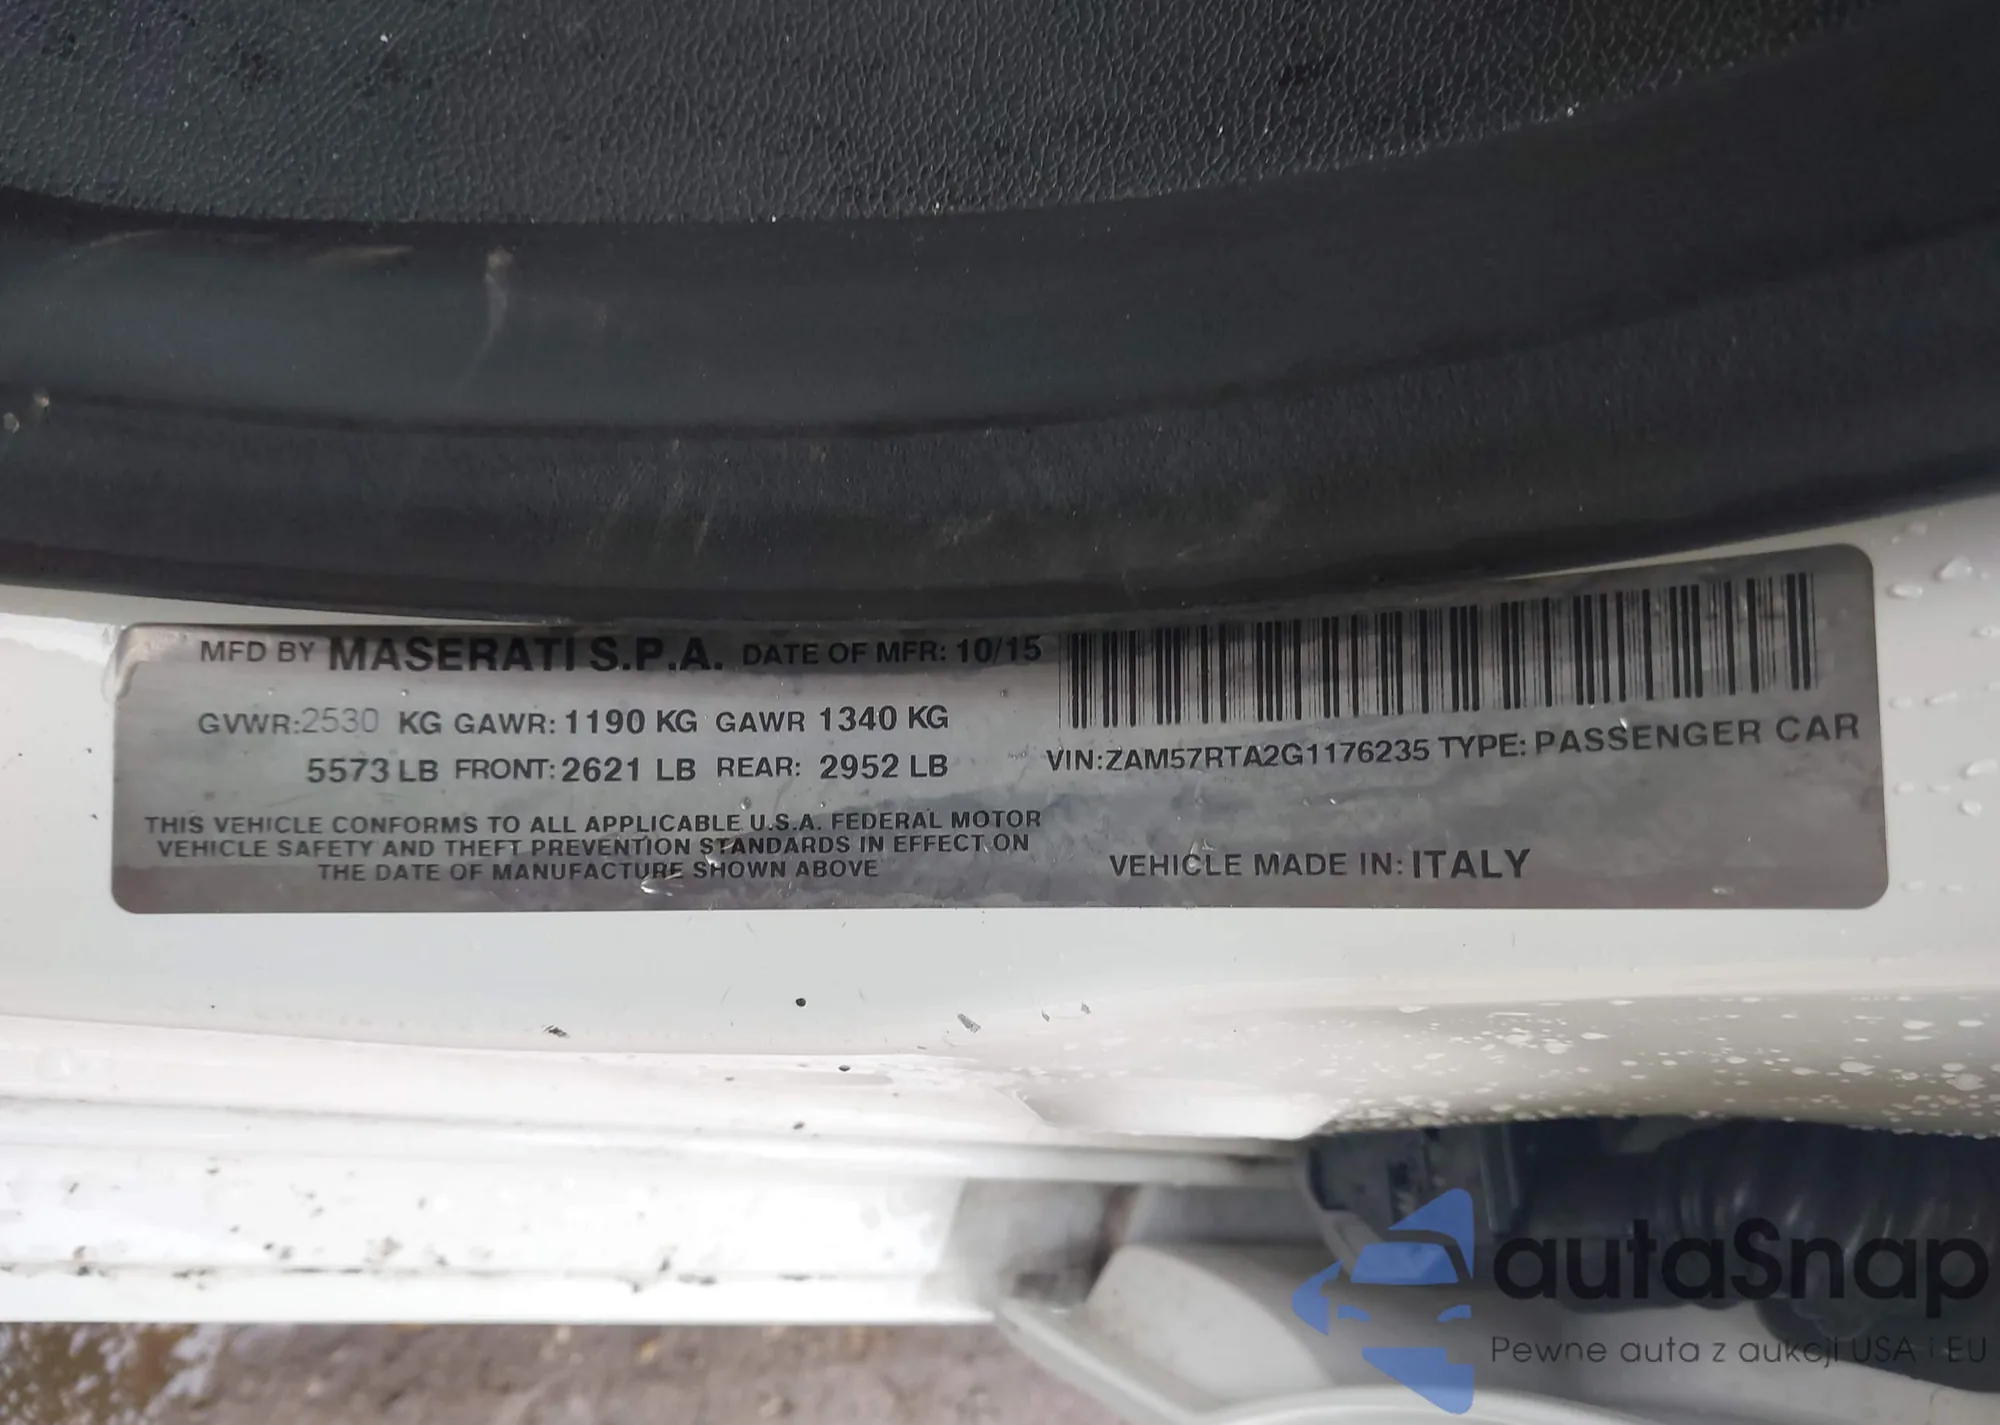 MFD BY MASERATI S.P.A. DATE OF MFR: 10/15
GVWR:2530 KG GAWR: 1190 KG GAWR 1340 KG
5573 LB FRONT: 2621 LB REAR: 2952 LB
THIS VEHICLE CONFORMS TO ALL APPLICABLE U.S.A. FEDERAL MOTOR
VEHICLE SAFETY AND THEFT PREVENTION STANDARDS IN EFFECT ON
THE DATE OF MANUFACTURE SHOWN ABOVE
VIN:ZAM57RTA2G1176235 TYPE: PASSENGER CAR
VEHICLE MADE IN: ITALY
autaSnap
Pewne auta z aukcji USA i EU